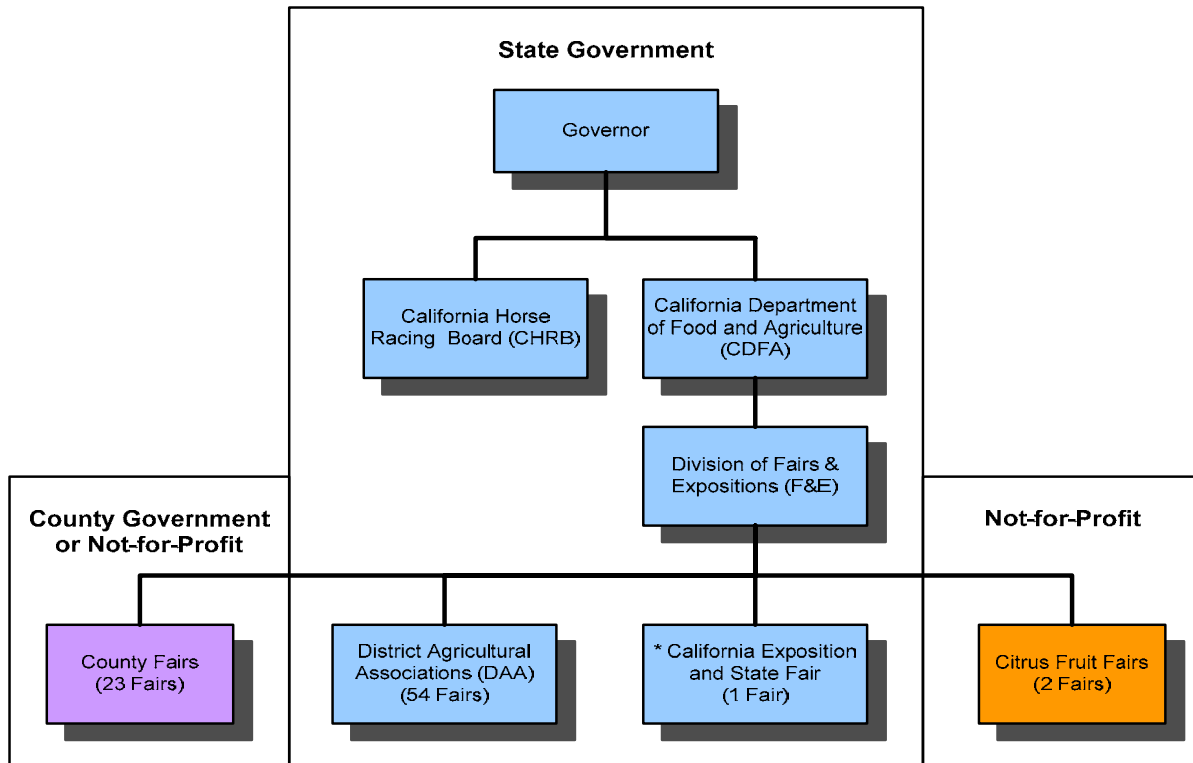 State Government
Governor
California Horse
Racing Board (CHRB)
California Department
of Food and Agriculture
(CDFA)
Division of Fairs &
Expositions (F&E)
County Government
or Not-for-Profit
Not-for-Profit
County Fairs
(23 Fairs)
District Agricultural
Associations (DAA)
(54 Fairs)
* California Exposition
and State Fair
(1 Fair)
Citrus Fruit Fairs
(2 Fairs)